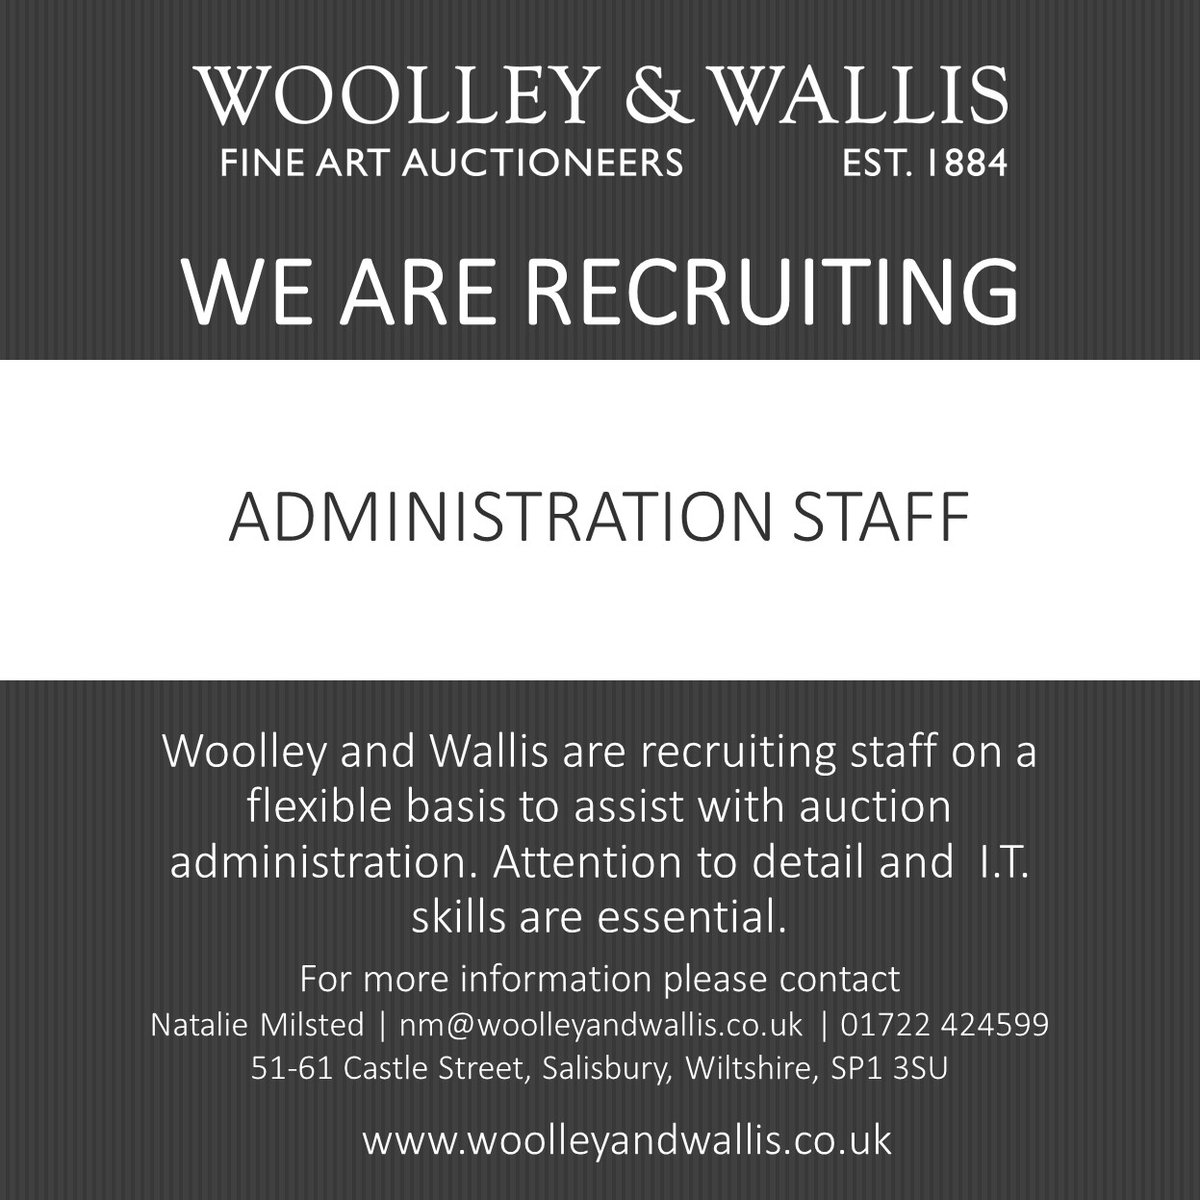 WOOLLEY & WALLIS
FINE ART AUCTIONEERS EST. 1884
WE ARE RECRUITING
ADMINISTRATION STAFF
Woolley and Wallis are recruiting staff on a
flexible basis to assist with auction
administration. Attention to detail and I.T.
skills are essential.
For more information please contact
Natalie Milsted | nm@woolleyandwallis.co.uk | 01722 424599
51-61 Castle Street, Salisbury, Wiltshire, SP1 3SU
www.woolleyandwallis.co.uk